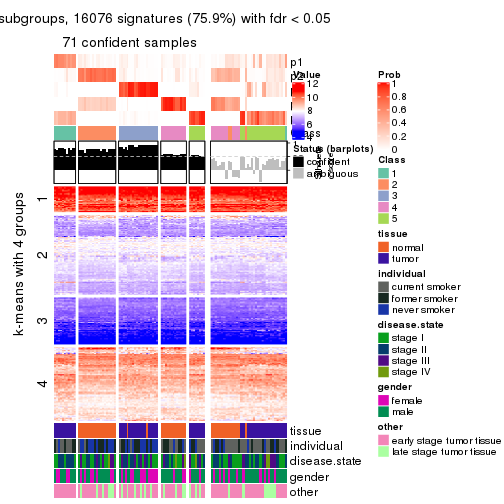 subgroups, 16076 signatures (75.9%) with fdr < 0.05
71 confident samples
k-means with 4 groups
1
2
3
4
p1
Class
tissue
individual
disease.state
gender
other
Value
12
10
8
6
4
Status (barplots)
confident
ambiguous
Prob
1
0.8
0.6
0.4
0.2
0
Class
1
2
3
4
5
tissue
normal
tumor
individual
current smoker
former smoker
never smoker
disease.state
stage I
stage II
stage III
stage IV
gender
female
male
other
early stage tumor tissue
late stage tumor tissue